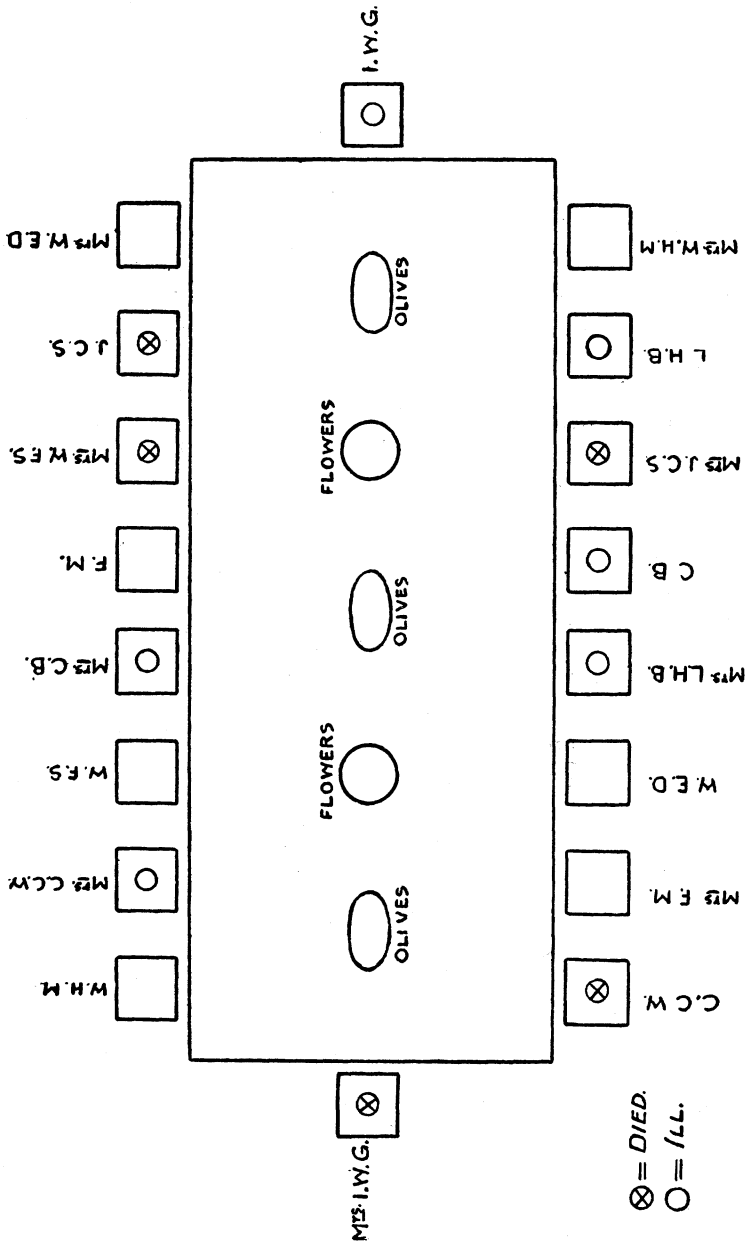 I.W.G.
Mrs W.E.D
J.C.S.
Mrs W.F.S.
F.M.
Mrs C.B.
W.F.S.
Mrs C.C.W.
W.H.M.
OLIVES
FLOWERS
OLIVES
FLOWERS
OLIVES
Mrs W.H.M
L H.B.
Mrs J.C.S
C B.
Mrs L.H.B.
W.E.D.
Mrs F.M.
C.C W.
Mrs. I.W.G.
= DIED.
= ILL.